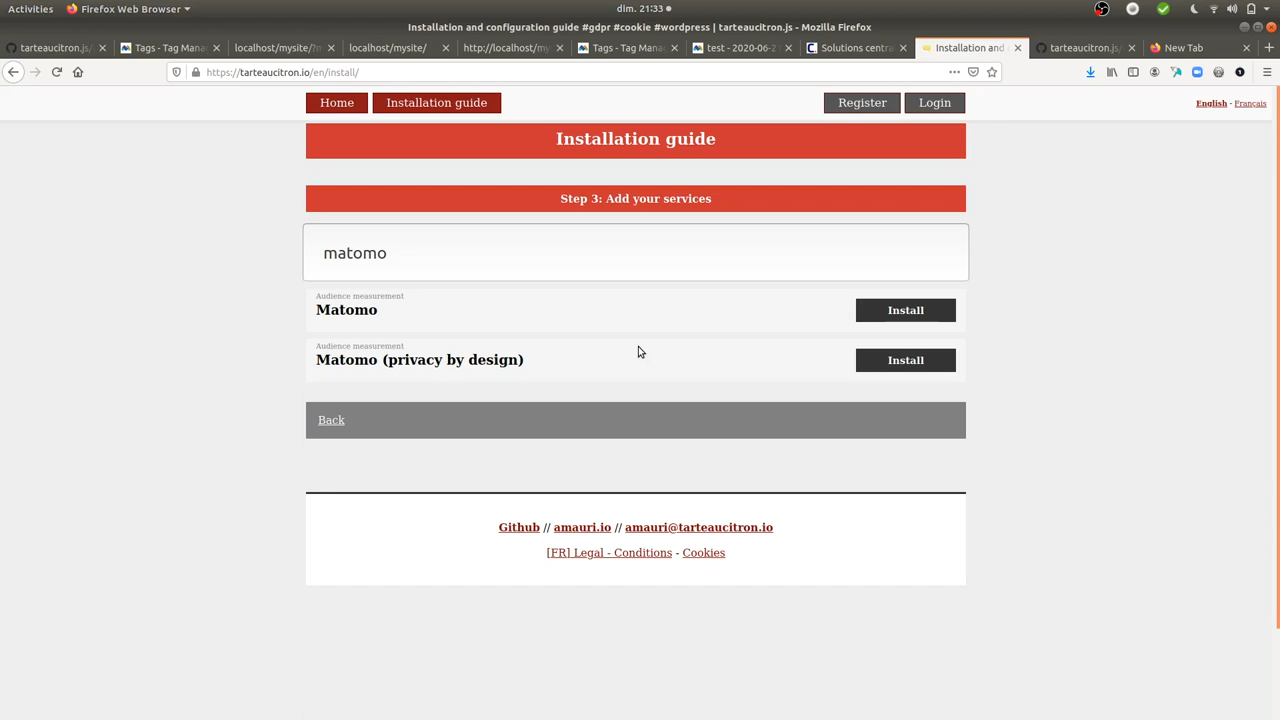 Activities
Firefox Web Browser
dim. 21:33
Installation and configuration guide #gdpr #cookie #wordpress | tarteaucitron.js - Mozilla Firefox
tarteaucitron.js/
Tags - Tag Mana
localhost/mysite/?m
localhost/mysite/
http://localhost/my
Tags - Tag Mana
test - 2020-06-2
Solutions centra
Installation and
tarteaucitron.js/
New Tab
https://tarteaucitron.io/en/install/
Home
Installation guide
Register
Login
English - Français
Installation guide
Step 3: Add your services
matomo
Audience measurement
Matomo
Install
Audience measurement
Matomo (privacy by design)
Install
Back
Github // amauri.io // amauri@tarteaucitron.io
[FR] Legal - Conditions - Cookies